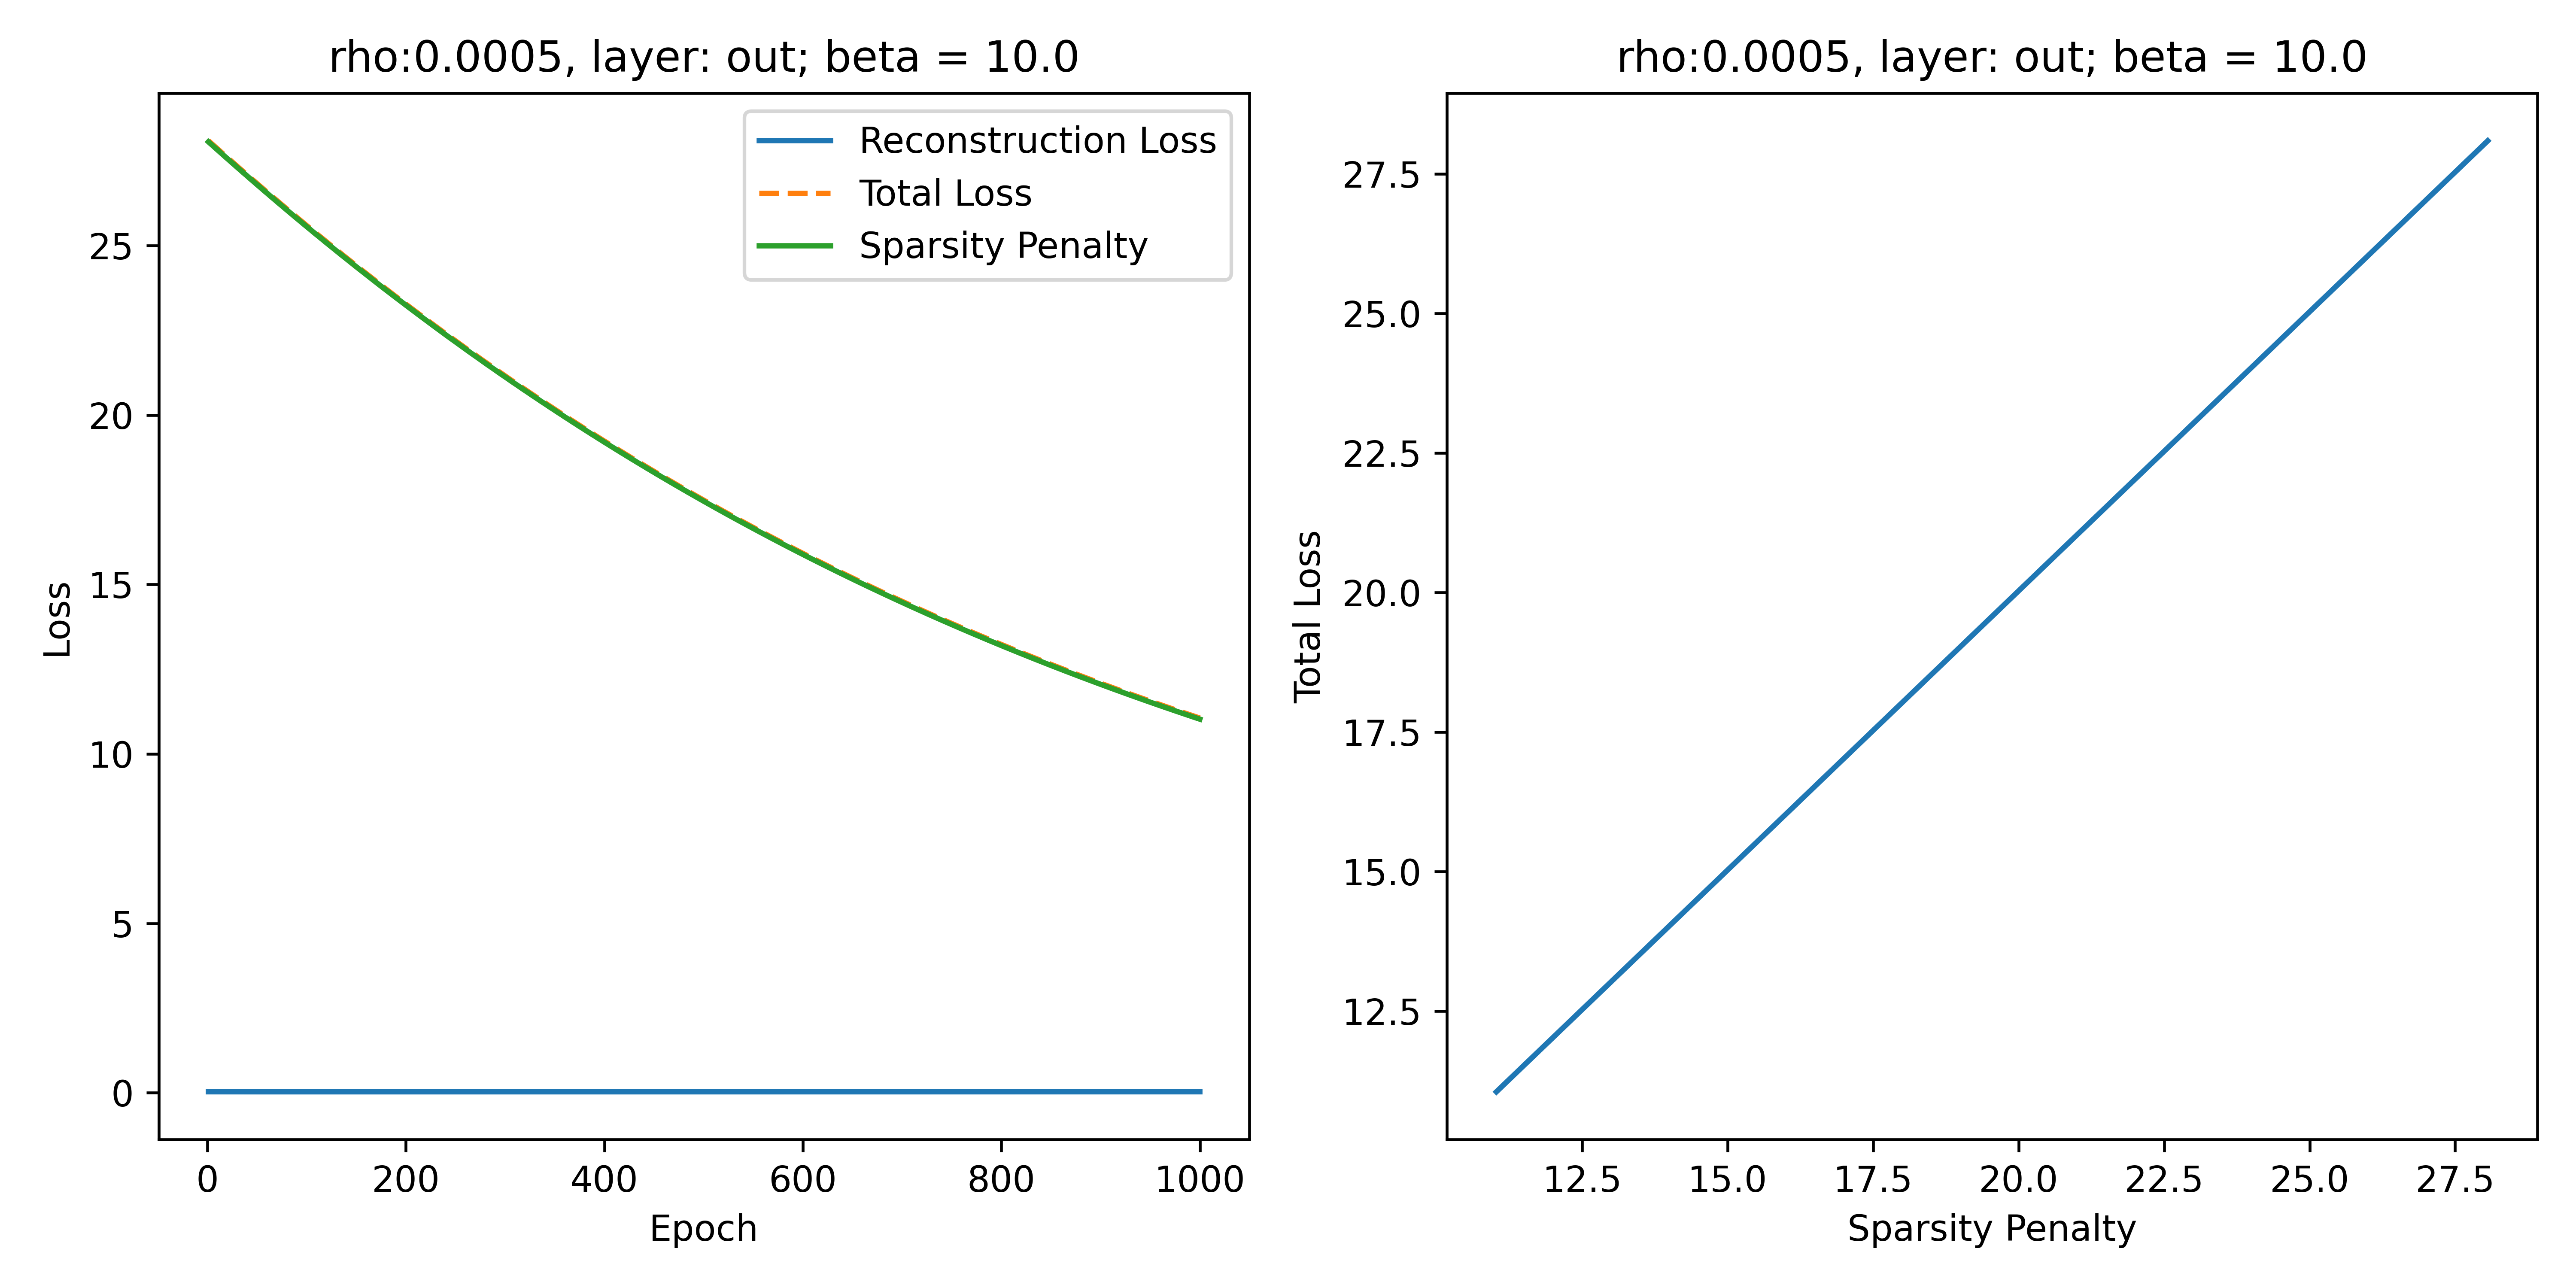 rho:0.0005, layer: out; beta = 10.0
Reconstruction Loss
Total Loss
Sparsity Penalty
25
20
15
10
5
0
Loss
0 200 400 600 800 1000
Epoch
rho:0.0005, layer: out; beta = 10.0
27.5
25.0
22.5
20.0
17.5
15.0
12.5
Total Loss
12.5 15.0 17.5 20.0 22.5 25.0 27.5
Sparsity Penalty